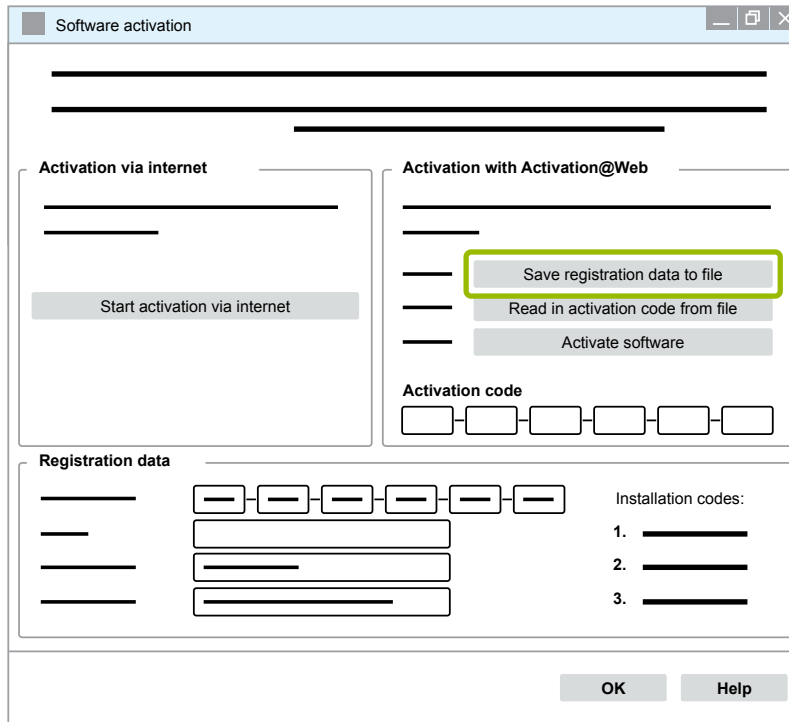 Software activation
Activation via internet
Start activation via internet
Activation with Activation@Web
Save registration data to file
Read in activation code from file
Activate software
Activation code
Registration data
Installation codes:
1.
2.
3.
OK
Help